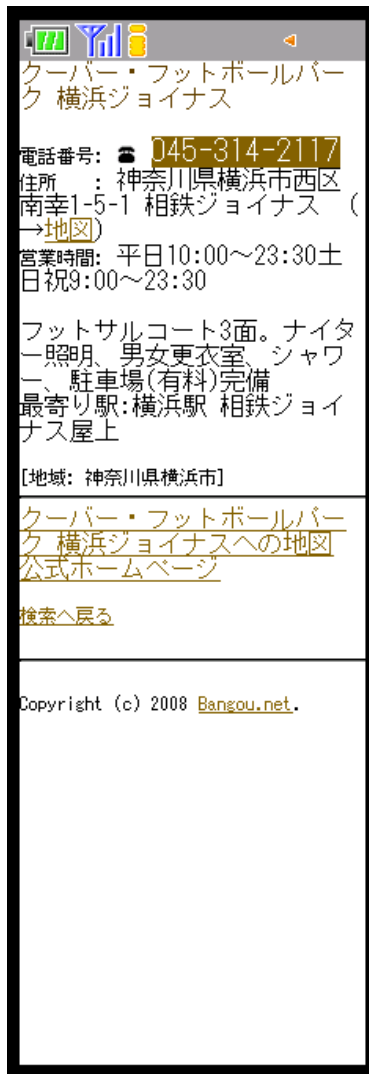 クーバー・フットボールパー
ク 横浜ジョイナス
電話番号: ☎ 045-314-2117
住所　: 神奈川県横浜市西区
南幸1-5-1 相鉄ジョイナス (
→地図)
営業時間: 平日10:00～23:30土
日祝9:00～23:30
フットサルコート3面。ナイタ
ー照明、男女更衣室、シャワ
ー、駐車場(有料)完備
最寄り駅:横浜駅 相鉄ジョイ
ナス屋上
[地域: 神奈川県横浜市]
クーバー・フットボールパー
ク 横浜ジョイナスへの地図
公式ホームページ
検索へ戻る
Copyright (c) 2008 Bangou.net.